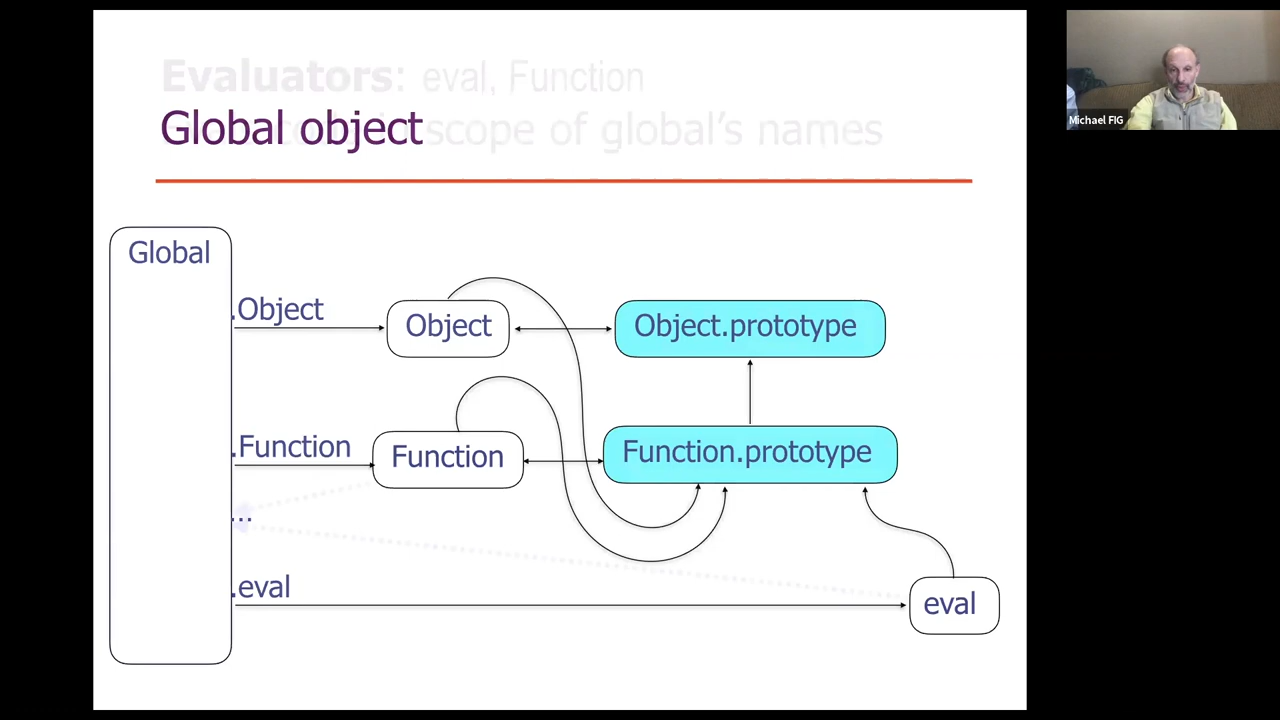 Evaluators: eval, Function
Global object
scope of global's names
Michael FIG
Global
.Object
Object
Object.prototype
.Function
Function
Function.prototype
...
.eval
eval